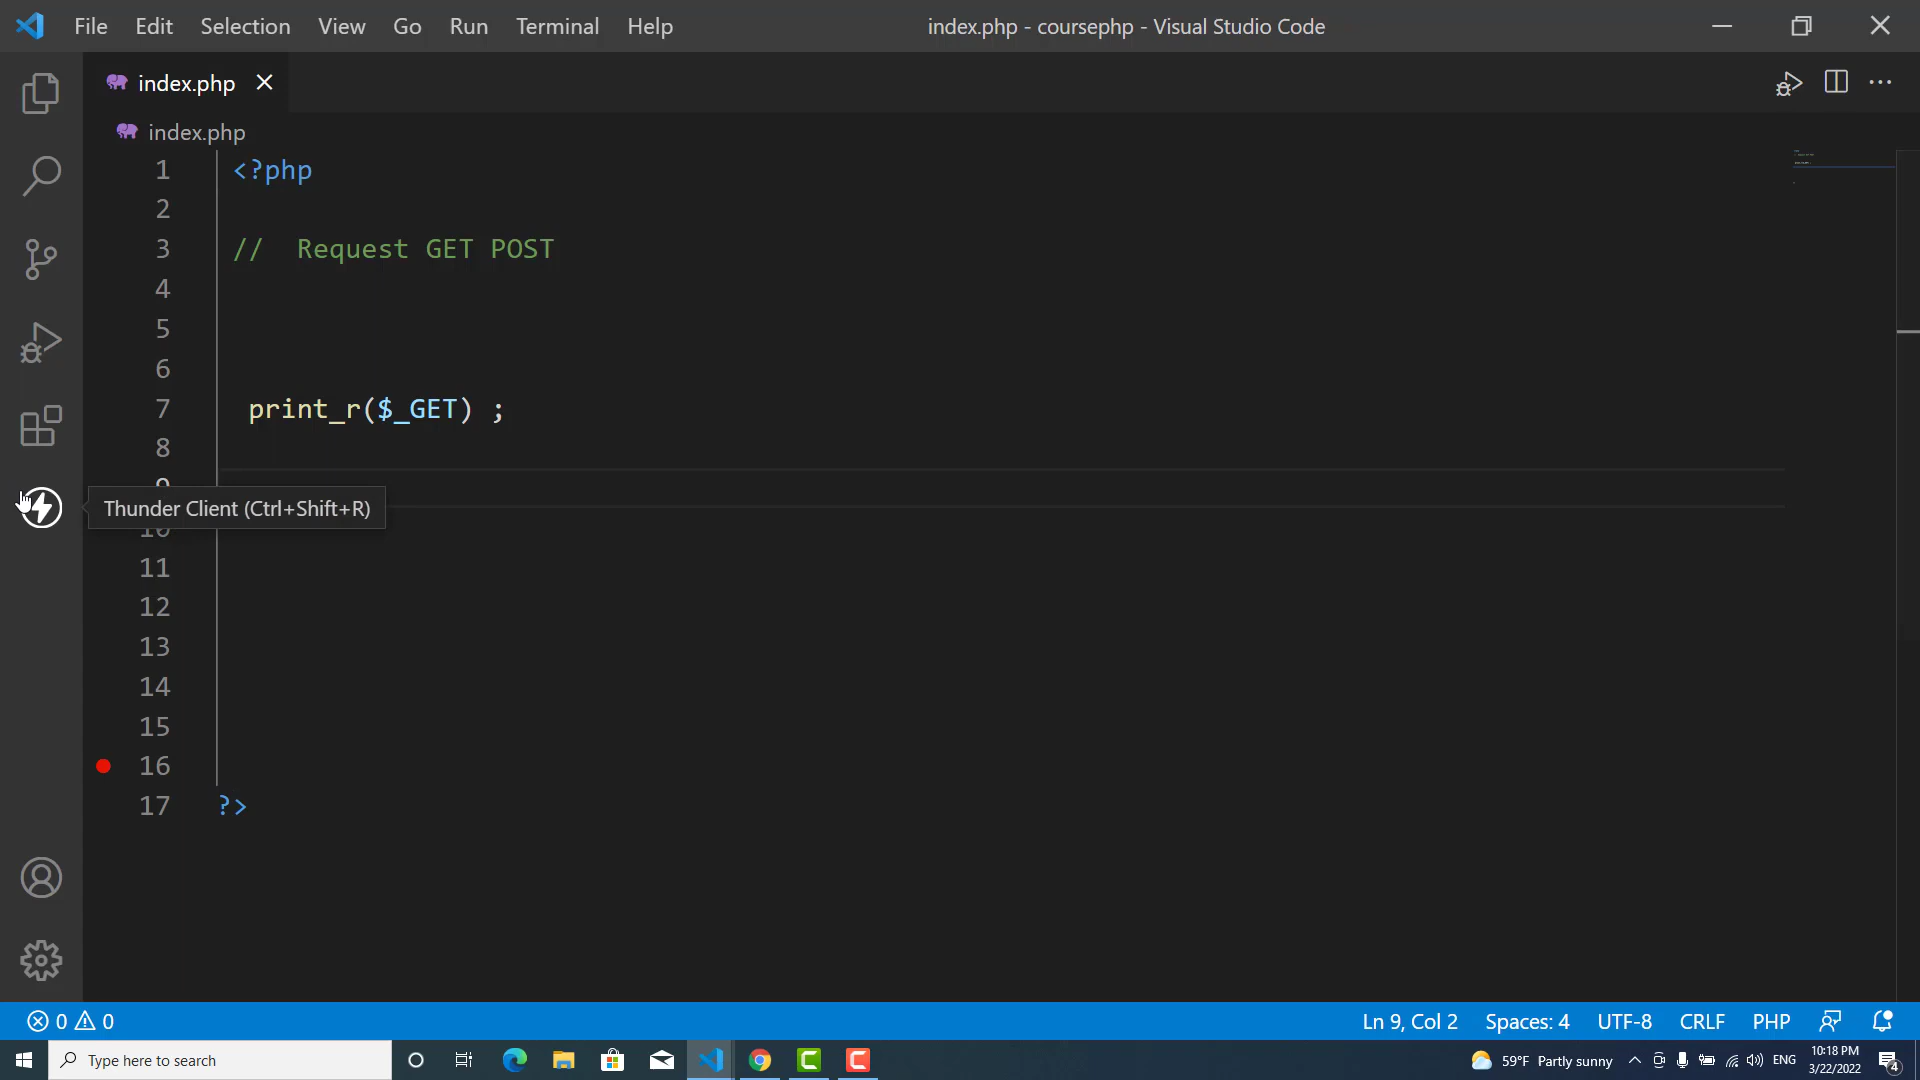 File Edit Selection View Go Run Terminal Help
index.php - coursephp - Visual Studio Code
index.php
index.php
1 <?php
2
3 // Request GET POST
4
5
6
7 print_r($_GET) ;
8
9
Thunder Client (Ctrl+Shift+R)
10
11
12
13
14
15
16
17 ?>
0 0
Ln 9, Col 2 Spaces: 4 UTF-8 CRLF PHP
Type here to search
59°F Partly sunny
ENG
10:18 PM
3/22/2022
4